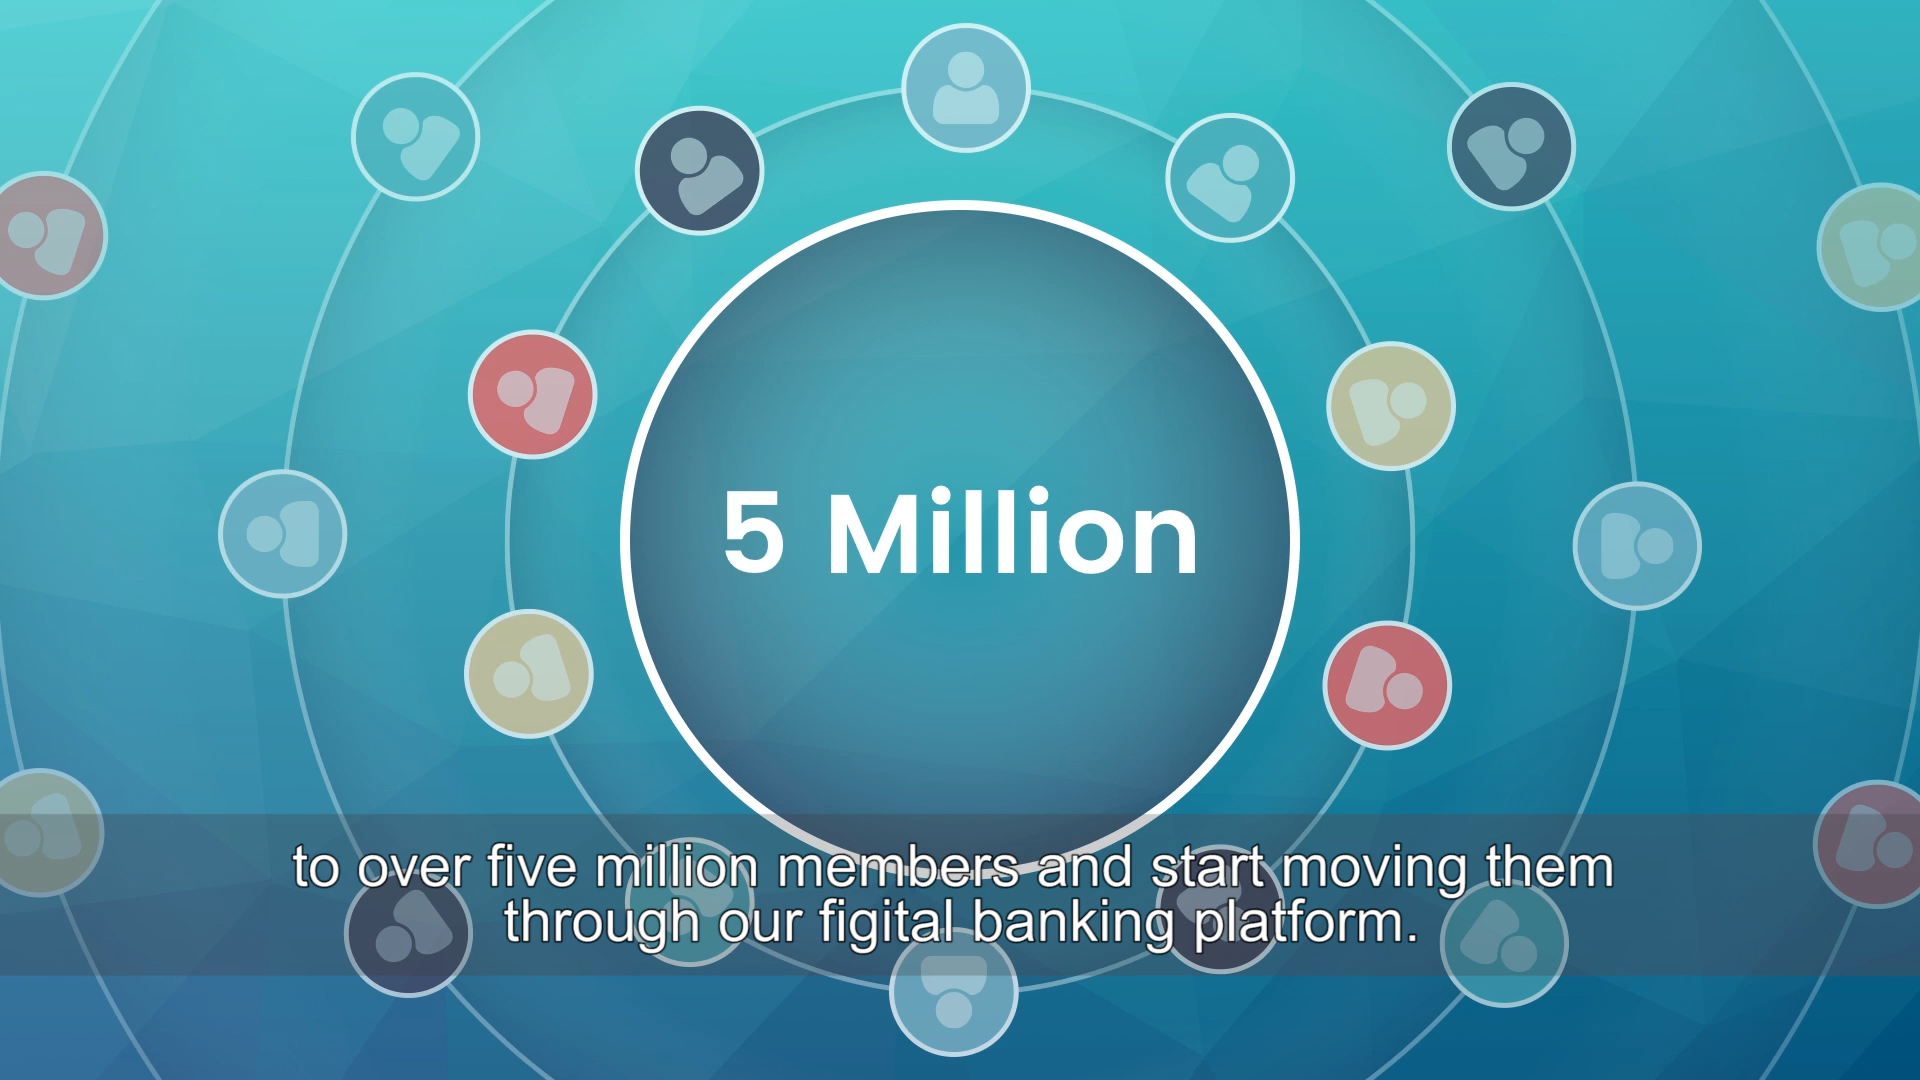 5 Million
to over five million members and start moving them
through our figital banking platform.